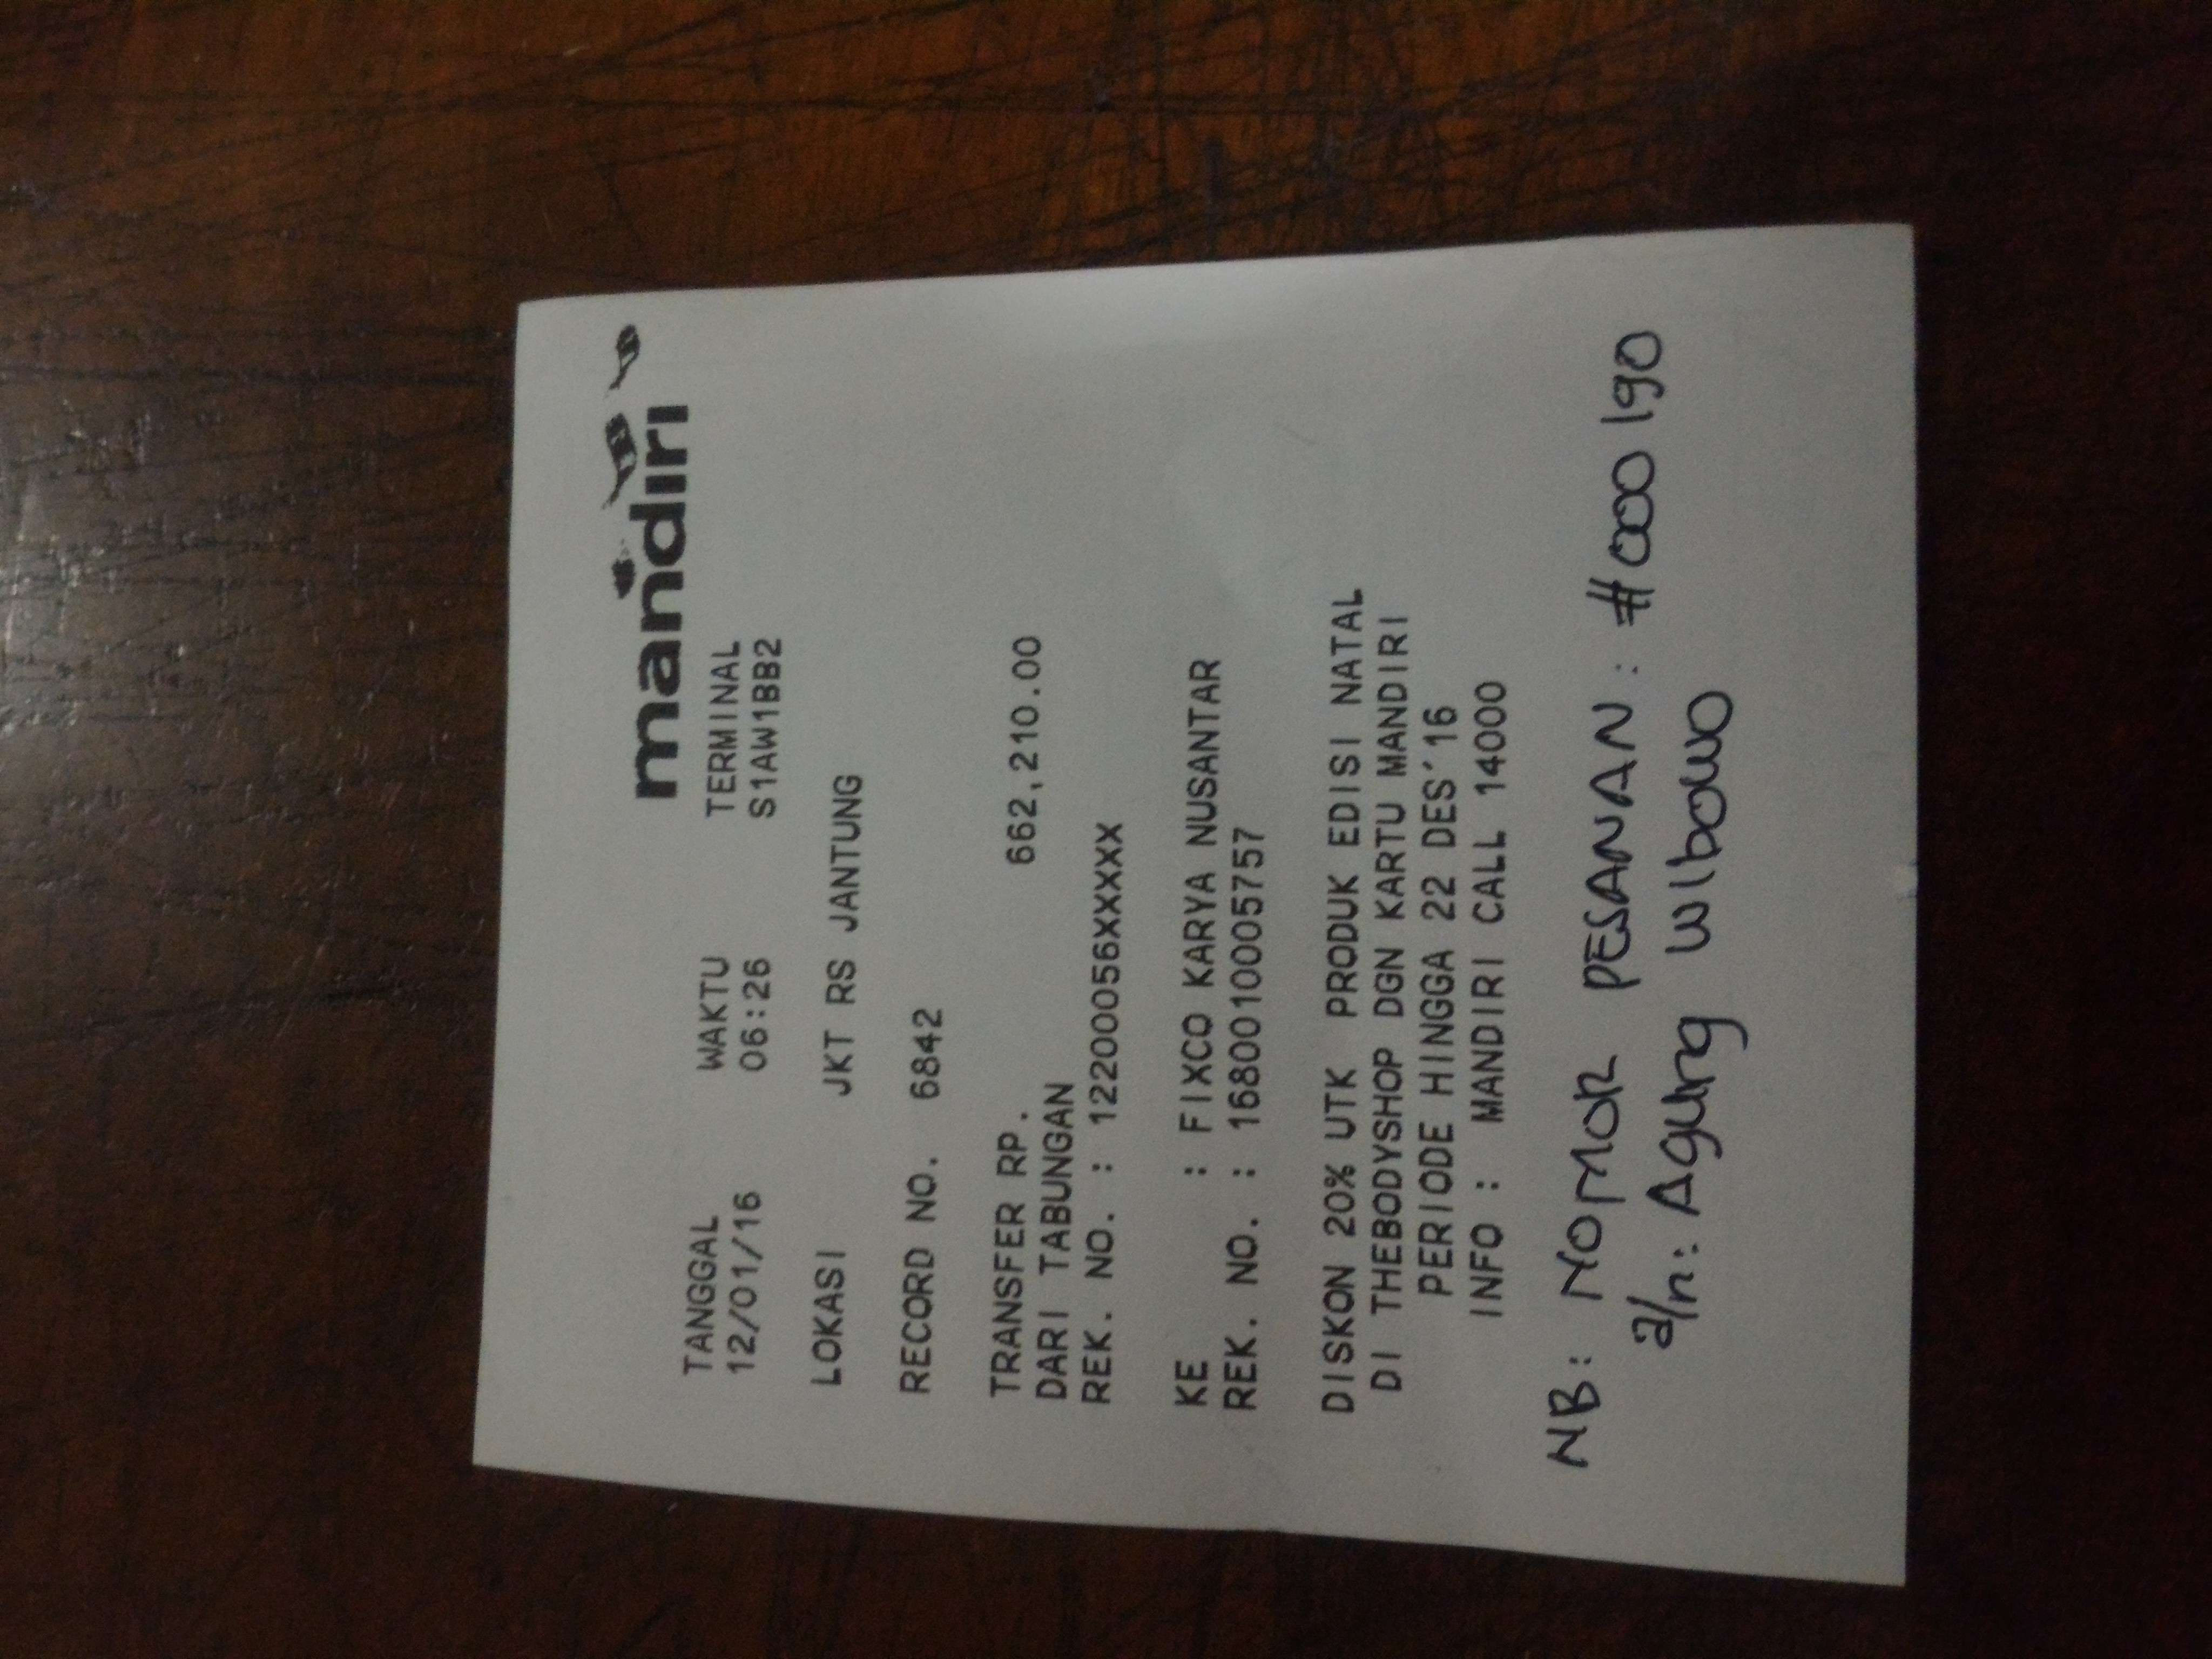 mandiri
TANGGAL WAKTU TERMINAL
12/01/16 06:26 S1AW1BB2
LOKASI JKT RS JANTUNG
RECORD NO. 6842
TRANSFER RP. 662,210.00
DARI TABUNGAN
REK. NO. : 12200056XXXXX
KE : FIXCO KARYA NUSANTAR
REK. NO. : 1680010005757
DISKON 20% UTK PRODUK EDISI NATAL
DI THEBODYSHOP DGN KARTU MANDIRI
PERIODE HINGGA 22 DES'16
INFO : MANDIRI CALL 14000
NB: NOMOR PESANAN: #000190
a/n: Agung Wibowo